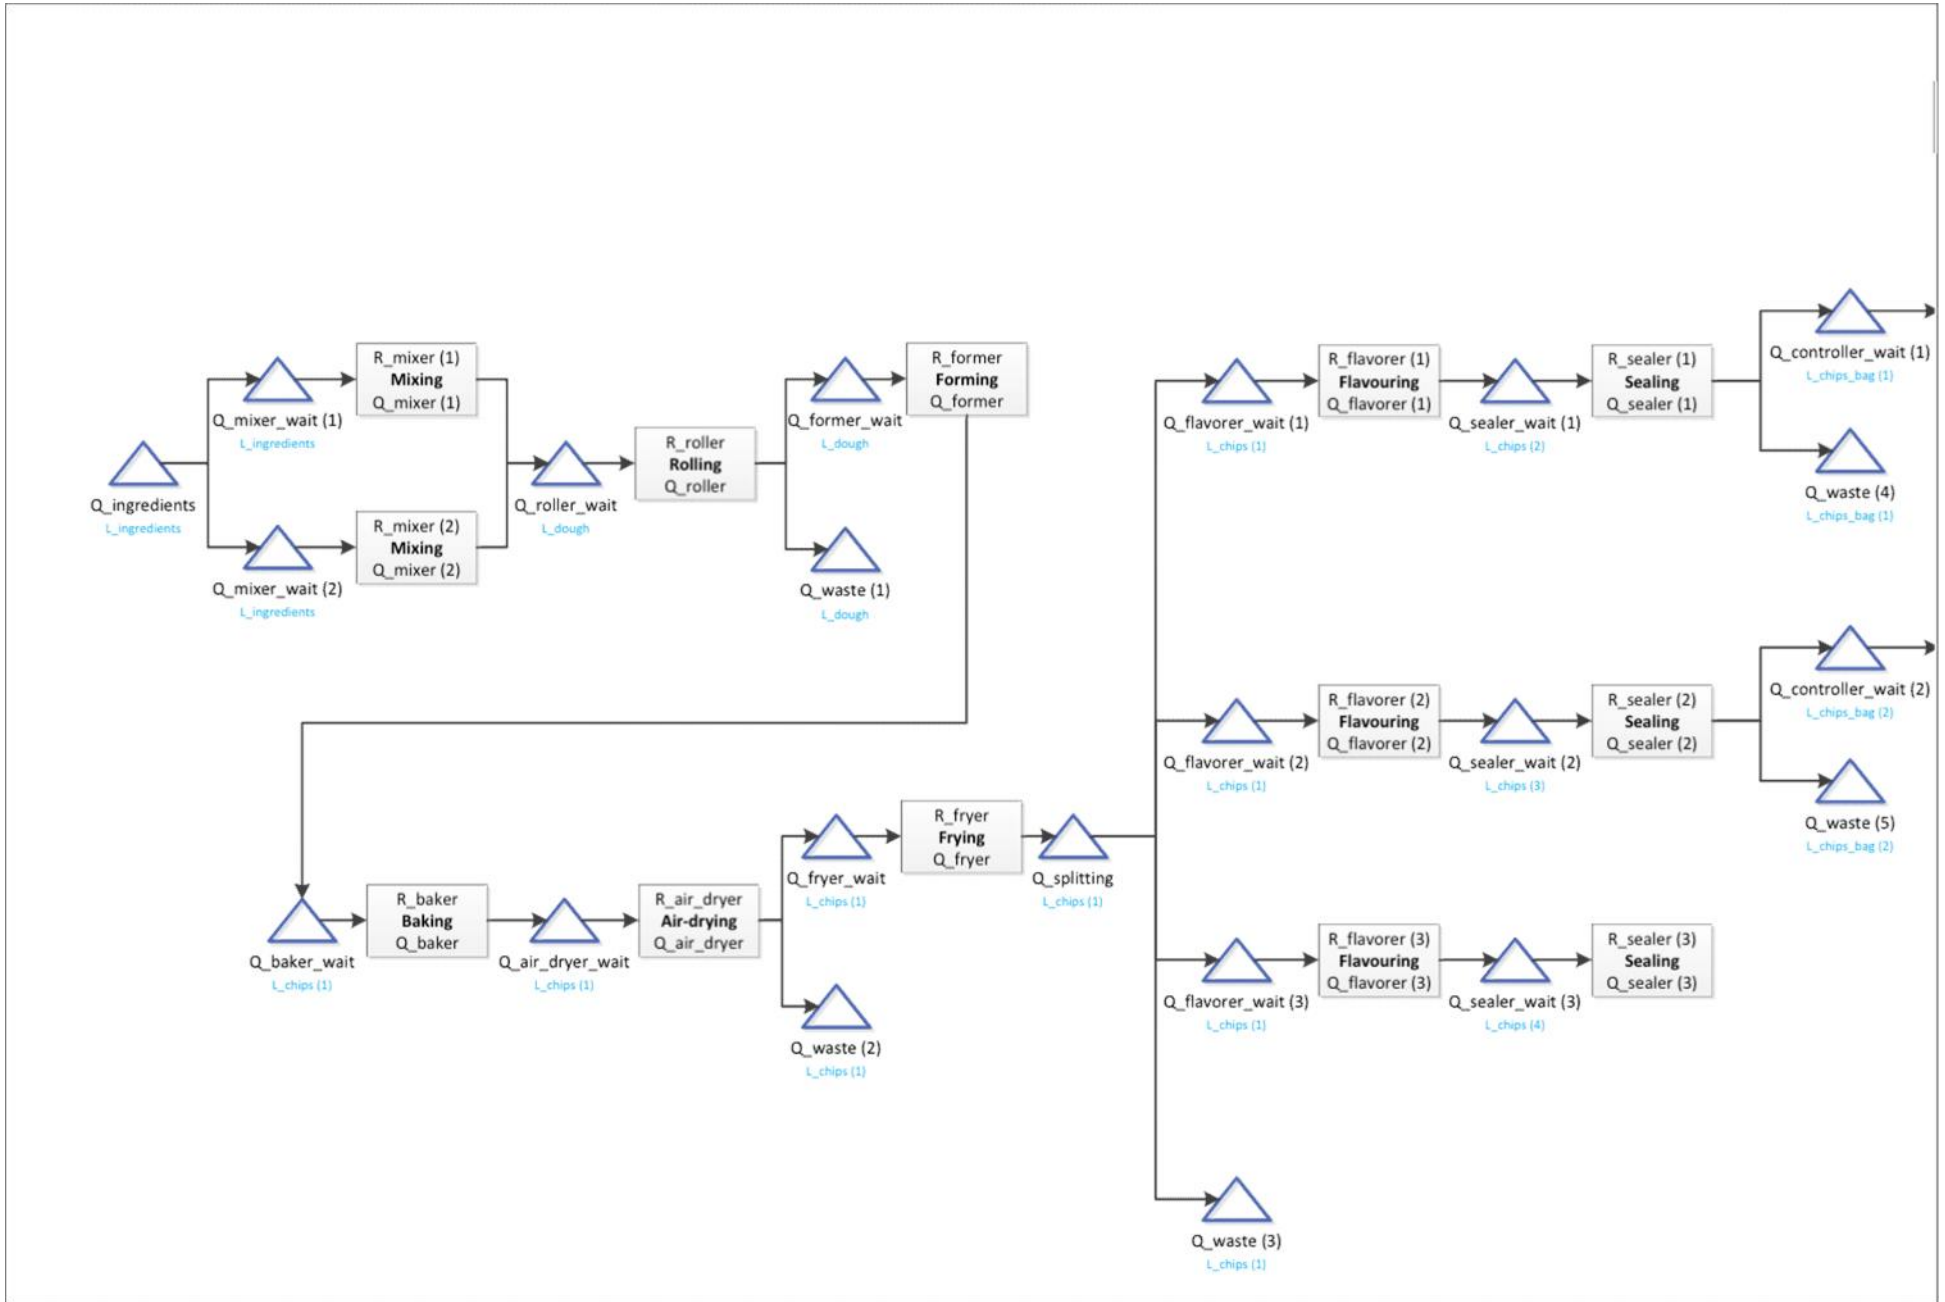 Q_ingredients
L_ingredients
Q_mixer_wait (1)
L_ingredients
R_mixer (1)
Mixing
Q_mixer (1)
Q_mixer_wait (2)
L_ingredients
R_mixer (2)
Mixing
Q_mixer (2)
Q_roller_wait
L_dough
R_roller
Rolling
Q_roller
Q_former_wait
L_dough
Q_waste (1)
L_dough
R_former
Forming
Q_former
Q_baker_wait
L_chips (1)
R_baker
Baking
Q_baker
Q_air_dryer_wait
L_chips (1)
R_air_dryer
Air-drying
Q_air_dryer
Q_fryer_wait
L_chips (1)
Q_waste (2)
L_chips (1)
R_fryer
Frying
Q_fryer
Q_splitting
L_chips (1)
Q_flavorer_wait (1)
L_chips (1)
R_flavorer (1)
Flavouring
Q_flavorer (1)
Q_sealer_wait (1)
L_chips (2)
R_sealer (1)
Sealing
Q_sealer (1)
Q_controller_wait (1)
L_chips_bag (1)
Q_waste (4)
L_chips_bag (1)
Q_flavorer_wait (2)
L_chips (1)
R_flavorer (2)
Flavouring
Q_flavorer (2)
Q_sealer_wait (2)
L_chips (3)
R_sealer (2)
Sealing
Q_sealer (2)
Q_controller_wait (2)
L_chips_bag (2)
Q_waste (5)
L_chips_bag (2)
Q_flavorer_wait (3)
L_chips (1)
R_flavorer (3)
Flavouring
Q_flavorer (3)
Q_sealer_wait (3)
L_chips (4)
R_sealer (3)
Sealing
Q_sealer (3)
Q_waste (3)
L_chips (1)